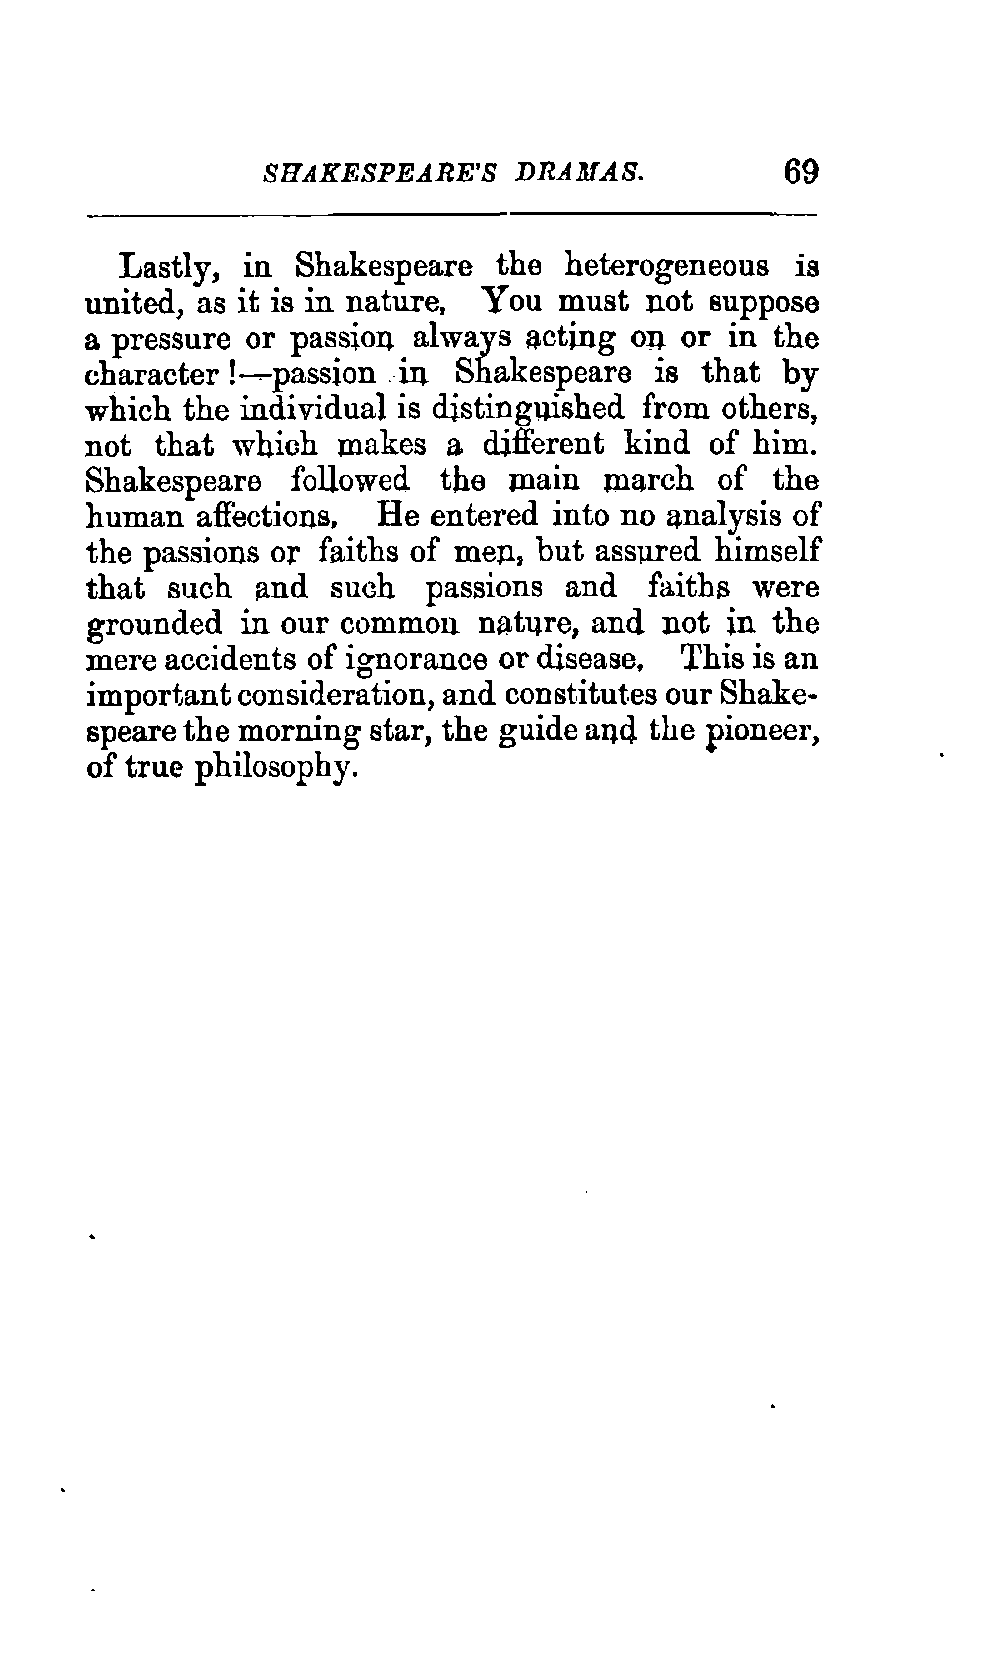 SHAKESPEARE'S DRAMAS. 69
Lastly, in Shakespeare the heterogeneous is
united, as it is in nature. You must not suppose
a pressure or passion always acting on or in the
character !—passion in Shakespeare is that by
which the individual is distinguished from others,
not that which makes a different kind of him.
Shakespeare followed the main march of the
human affections. He entered into no analysis of
the passions or faiths of men, but assured himself
that such and such passions and faiths were
grounded in our common nature, and not in the
mere accidents of ignorance or disease. This is an
important consideration, and constitutes our Shake-
speare the morning star, the guide and the pioneer,
of true philosophy.